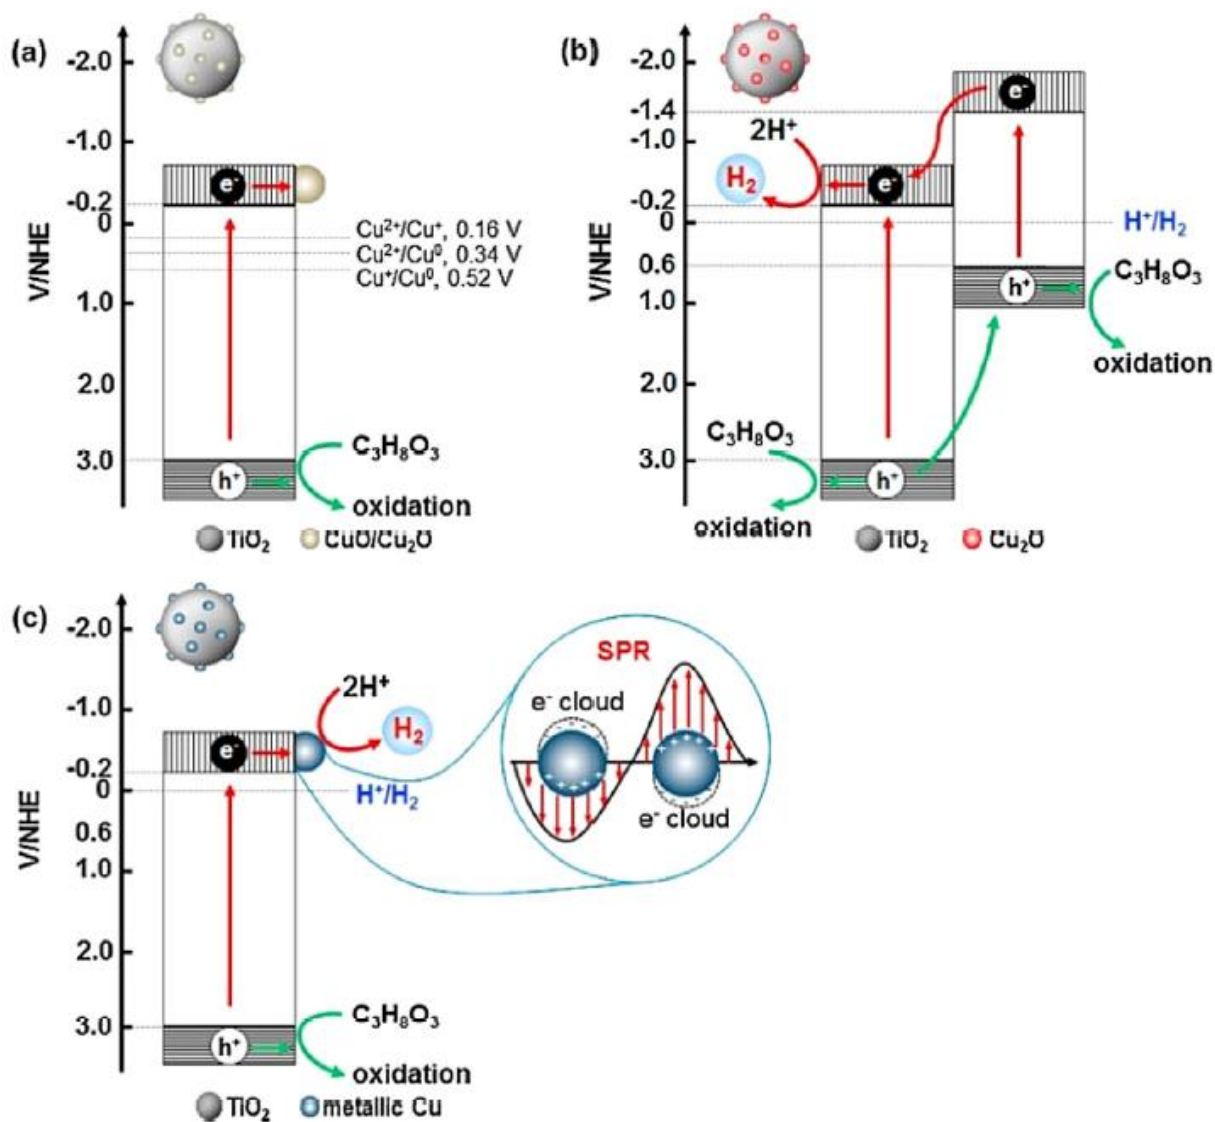 (a)
-2.0
-1.0
-0.2
0
1.0
2.0
3.0
V/NHE
e⁻
Cu²⁺/Cu⁺, 0.16 V
Cu²⁺/Cu⁰, 0.34 V
Cu⁺/Cu⁰, 0.52 V
C₃H₈O₃
h⁺
oxidation
TiO₂ CuO/Cu₂O
(b)
-2.0
-1.4
-1.0
-0.2
0
0.6
1.0
2.0
3.0
V/NHE
e⁻
2H⁺
H₂
e⁻
H⁺/H₂
C₃H₈O₃
h⁺
oxidation
C₃H₈O₃
h⁺
oxidation
TiO₂ Cu₂O
(c)
-2.0
-1.0
-0.2
0
0.6
1.0
2.0
3.0
V/NHE
2H⁺
H₂
e⁻
H⁺/H₂
SPR
e⁻ cloud
e⁻ cloud
C₃H₈O₃
h⁺
oxidation
TiO₂ metallic Cu